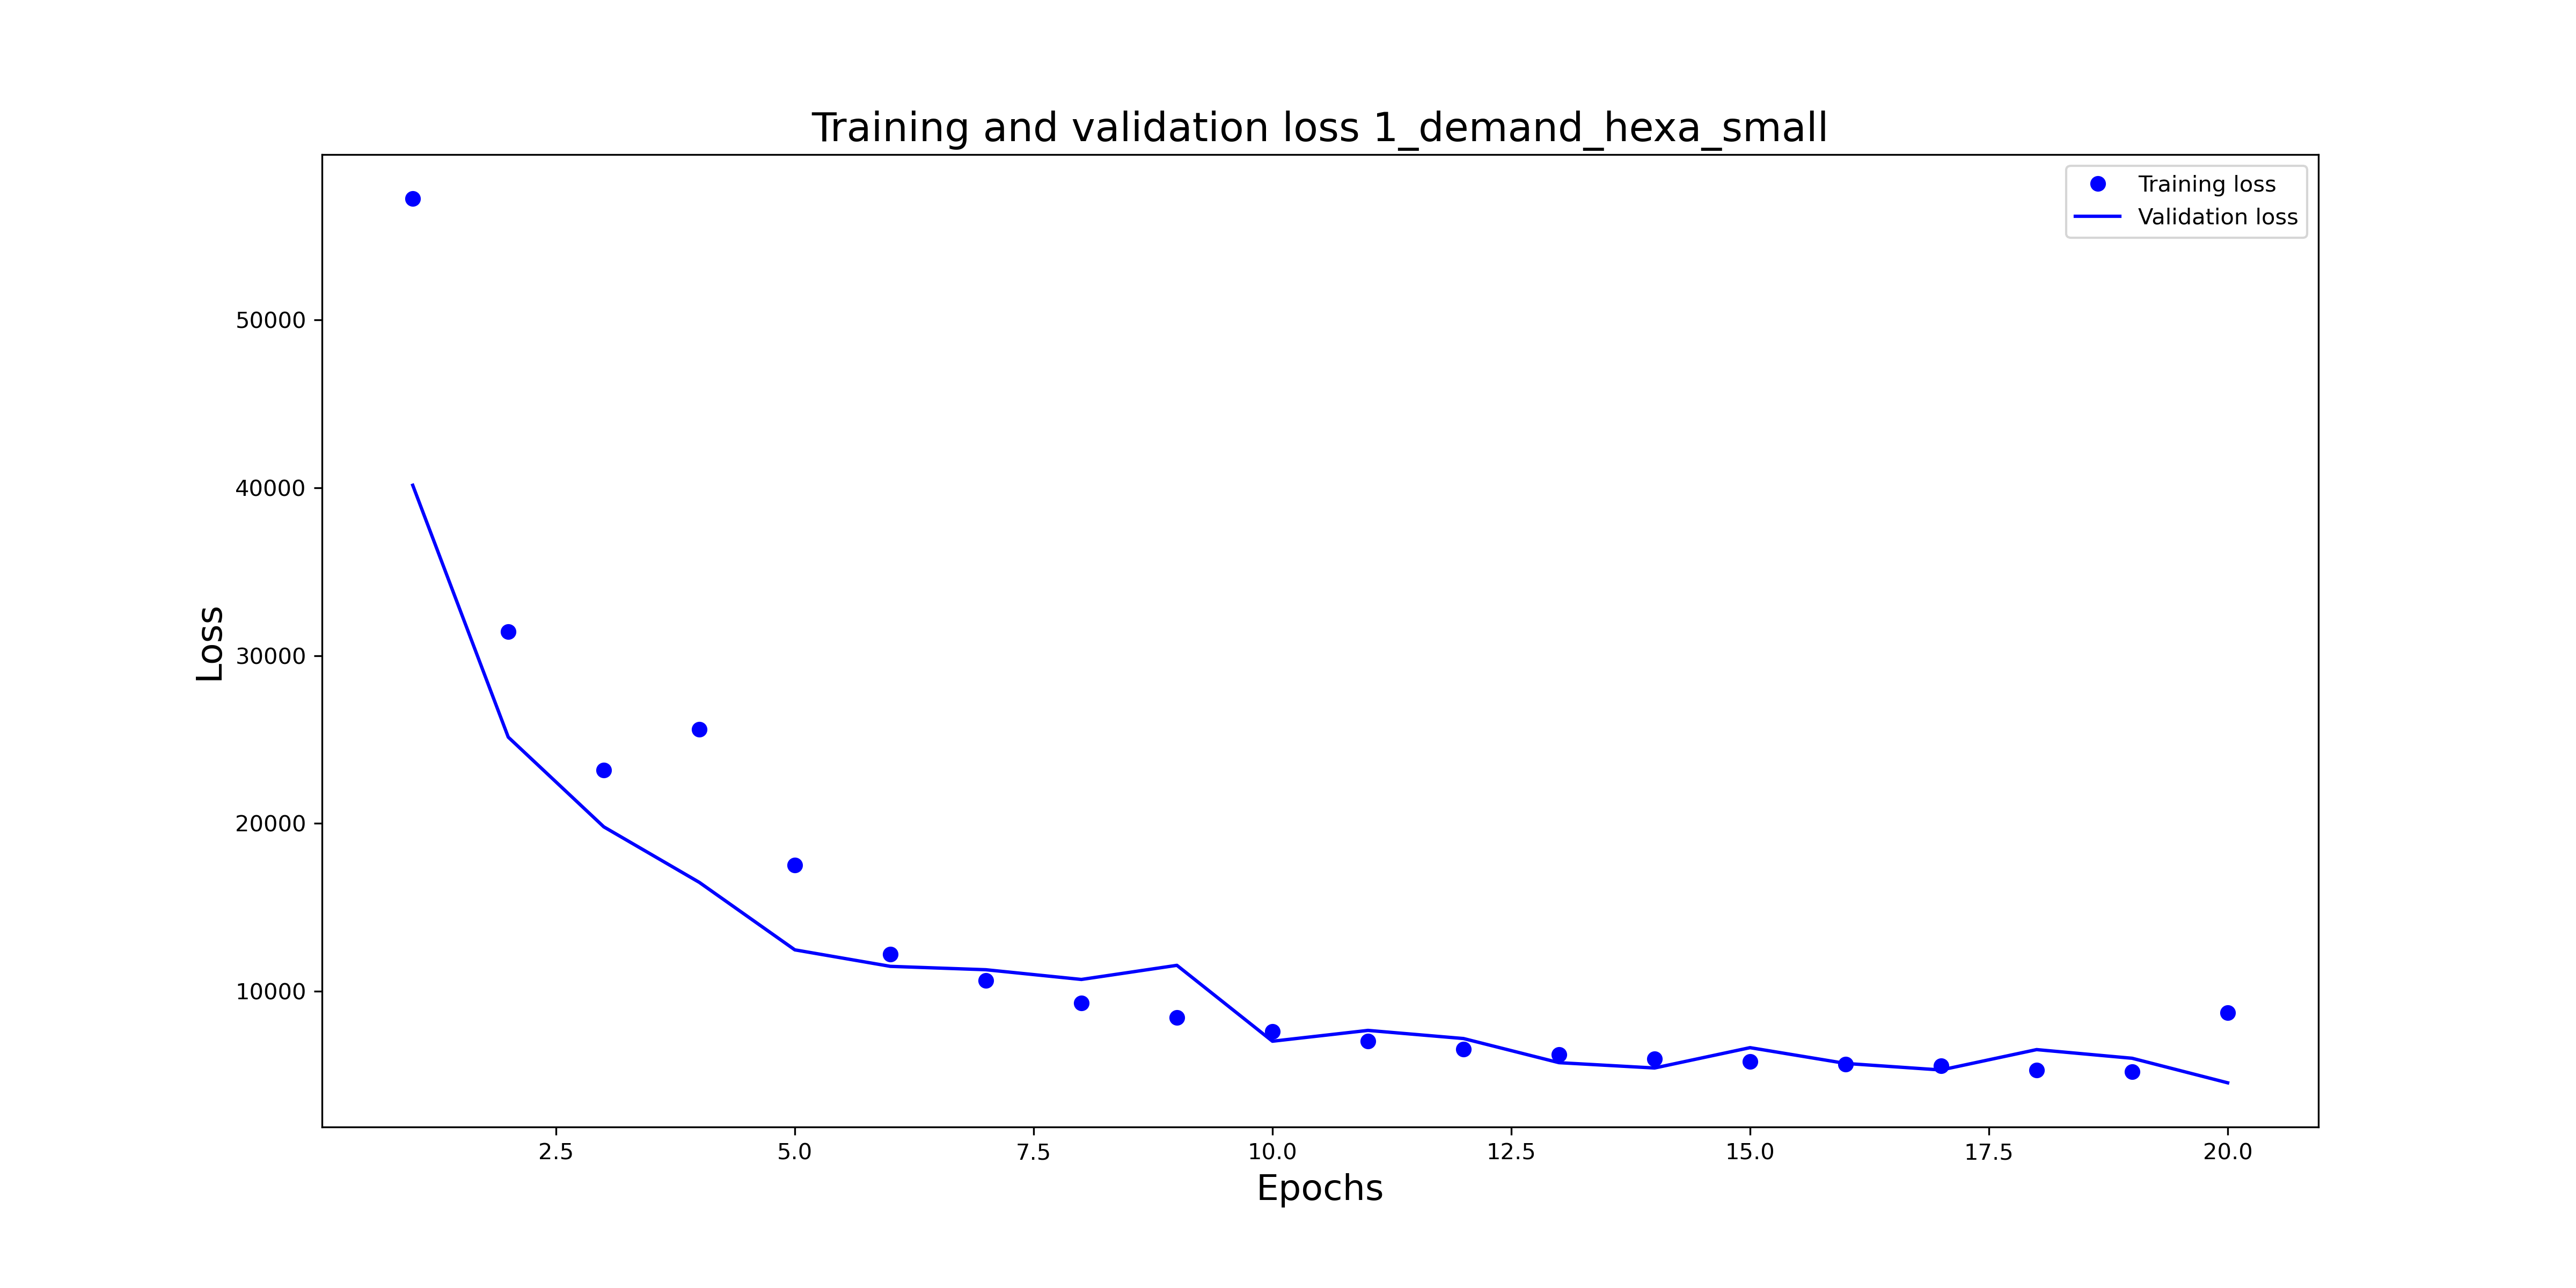 Training and validation loss 1_demand_hexa_small
Training loss
Validation loss
50000
40000
30000
20000
10000
Loss
2.5 5.0 7.5 10.0 12.5 15.0 17.5 20.0
Epochs